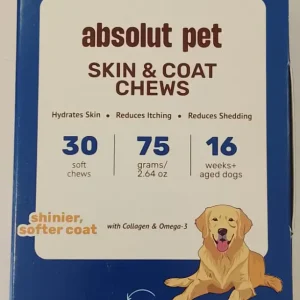 absolut pet
SKIN & COAT
CHEWS
Hydrates Skin • Reduces Itching • Reduces Shedding
30 75 16
soft chews grams/ 2.64 oz weeks+ aged dogs
shinier,
softer coat
with Collagen & Omega-3